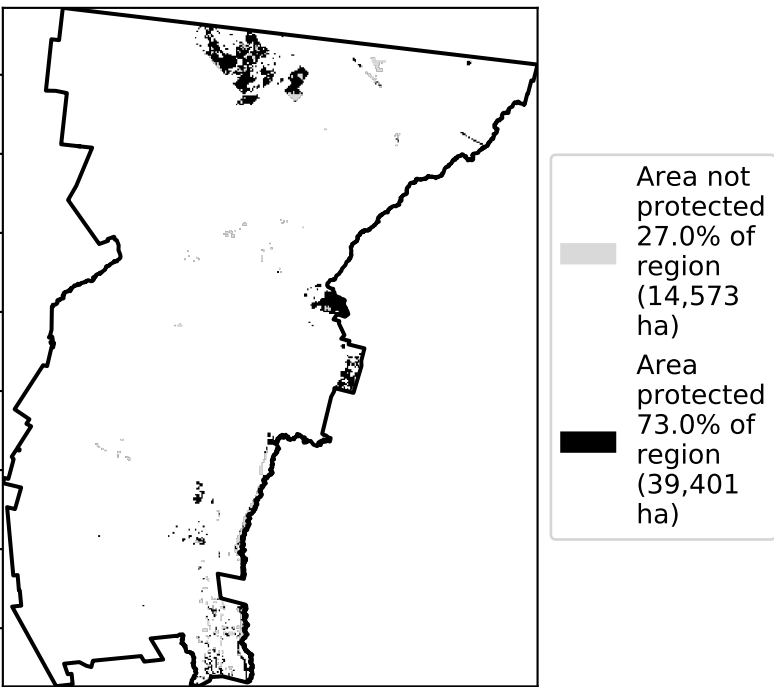 Area not
protected
27.0% of
region
(14,573
ha)
Area
protected
73.0% of
region
(39,401
ha)